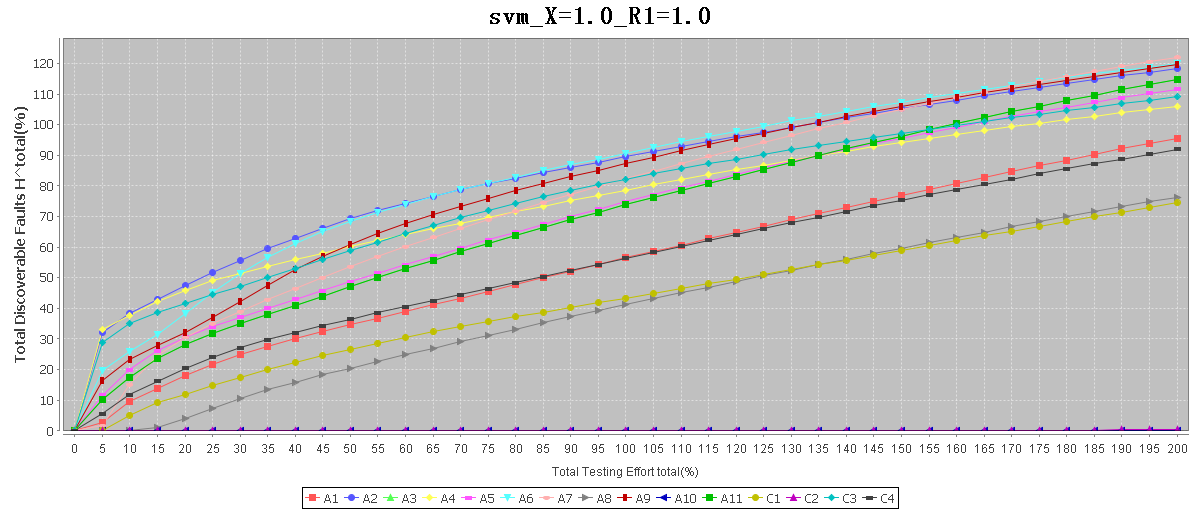 svm_X=1.0_R1=1.0
Total Discoverable Faults H^total(%)
120
110
100
90
80
70
60
50
40
30
20
10
0
0 5 10 15 20 25 30 35 40 45 50 55 60 65 70 75 80 85 90 95 100 105 110 115 120 125 130 135 140 145 150 155 160 165 170 175 180 185 190 195 200
Total Testing Effort total(%)
A1 A2 A3 A4 A5 A6 A7 A8 A9 A10 A11 C1 C2 C3 C4